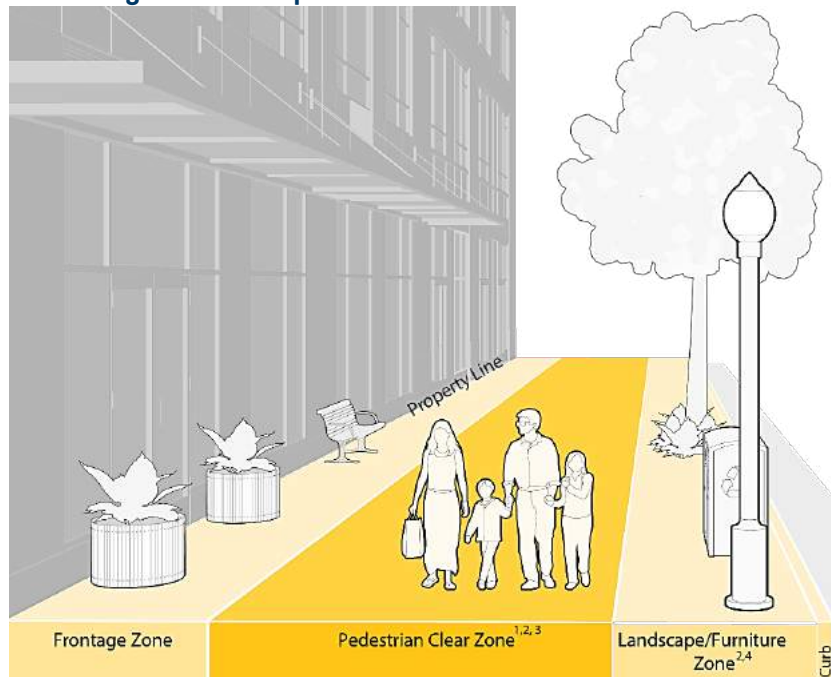 Property Line
Frontage Zone
Pedestrian Clear Zone1,2, 3
Landscape/Furniture
Zone2,4
Curb